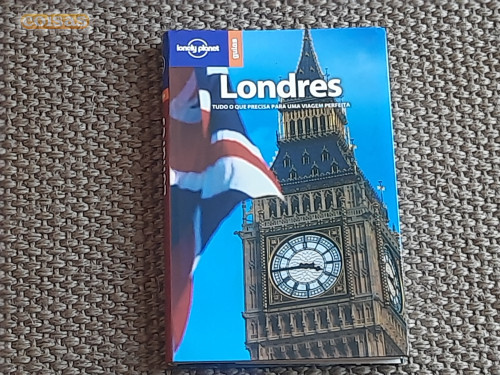 lonely planet
guias
Londres
TUDO O QUE PRECISA PARA UMA VIAGEM PERFEITA